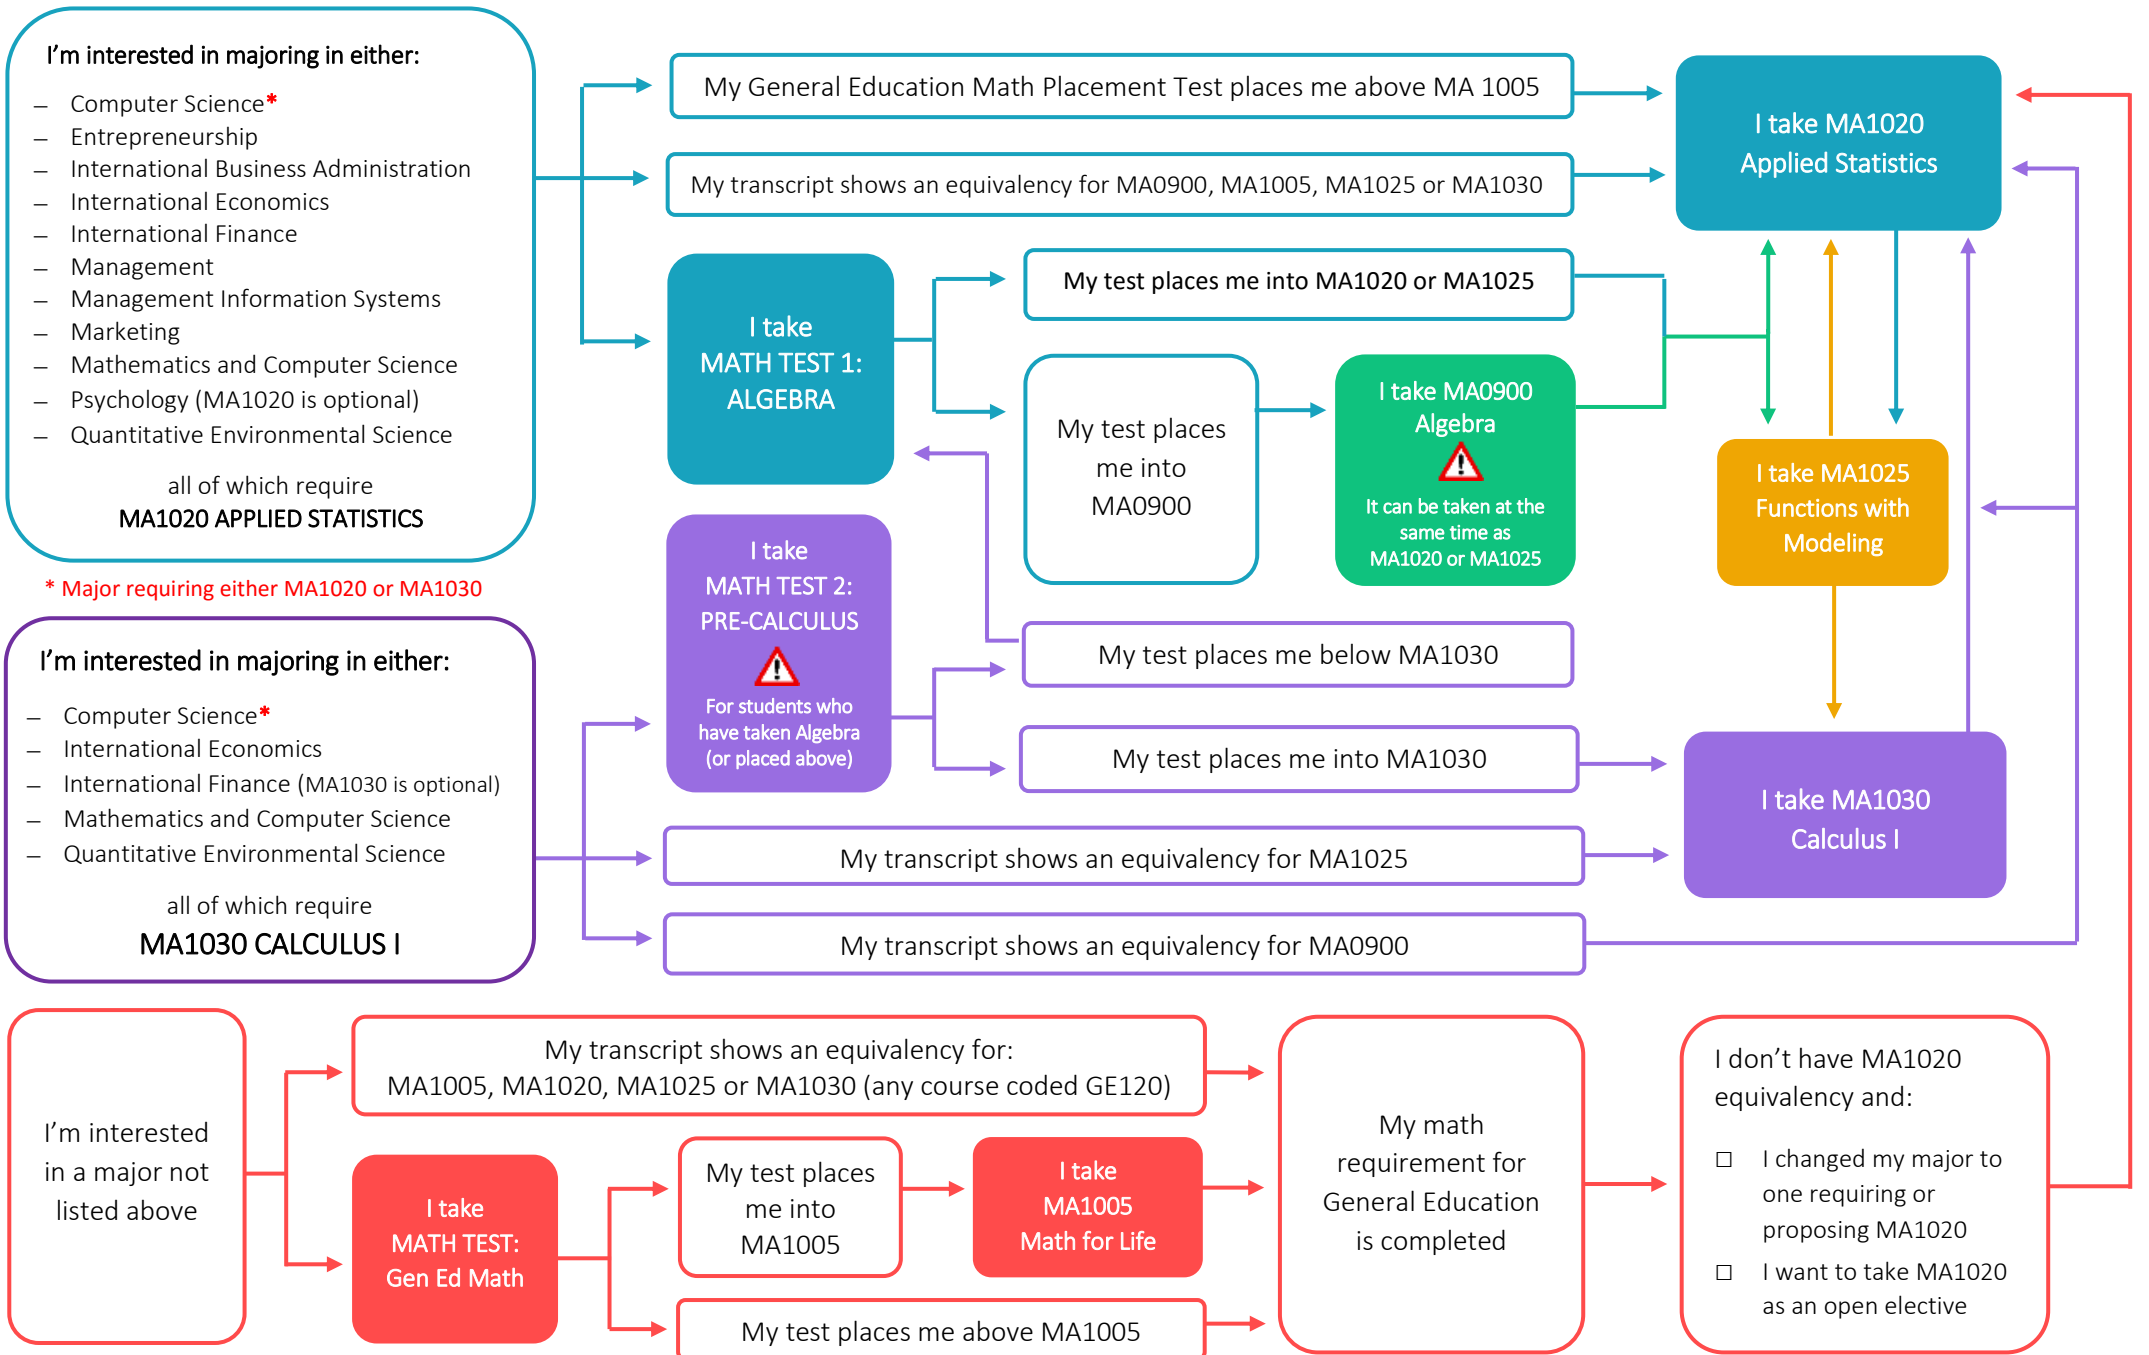 I'm interested in majoring in either:
– Computer Science*
– Entrepreneurship
– International Business Administration
– International Economics
– International Finance
– Management
– Management Information Systems
– Marketing
– Mathematics and Computer Science
– Psychology (MA1020 is optional)
– Quantitative Environmental Science
all of which require
MA1020 APPLIED STATISTICS
* Major requiring either MA1020 or MA1030
My General Education Math Placement Test places me above MA 1005
My transcript shows an equivalency for MA0900, MA1005, MA1025 or MA1030
I take
MATH TEST 1:
ALGEBRA
My test places me into MA1020 or MA1025
My test places
me into
MA0900
I take MA0900
Algebra
It can be taken at the
same time as
MA1020 or MA1025
I take MA1020
Applied Statistics
I take MA1025
Functions with
Modeling
I'm interested in majoring in either:
– Computer Science*
– International Economics
– International Finance (MA1030 is optional)
– Mathematics and Computer Science
– Quantitative Environmental Science
all of which require
MA1030 CALCULUS I
I take
MATH TEST 2:
PRE-CALCULUS
For students who
have taken Algebra
(or placed above)
My test places me below MA1030
My test places me into MA1030
My transcript shows an equivalency for MA1025
My transcript shows an equivalency for MA0900
I take MA1030
Calculus I
I'm interested
in a major not
listed above
My transcript shows an equivalency for:
MA1005, MA1020, MA1025 or MA1030 (any course coded GE120)
I take
MATH TEST:
Gen Ed Math
My test places
me into
MA1005
I take
MA1005
Math for Life
My test places me above MA1005
My math
requirement for
General Education
is completed
I don't have MA1020
equivalency and:
☐ I changed my major to
one requiring or
proposing MA1020
☐ I want to take MA1020
as an open elective